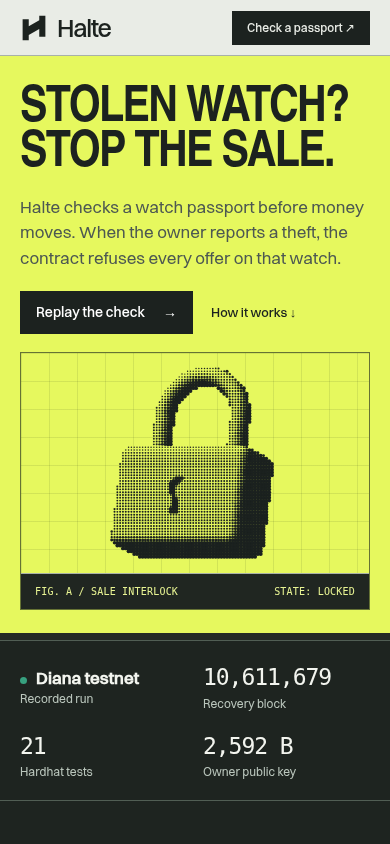 Halte
Check a passport ↗
STOLEN WATCH?
STOP THE SALE.
Halte checks a watch passport before money
moves. When the owner reports a theft, the
contract refuses every offer on that watch.
Replay the check →
How it works ↓
FIG. A / SALE INTERLOCK
STATE: LOCKED
Diana testnet
Recorded run
10,611,679
Recovery block
21
Hardhat tests
2,592 B
Owner public key